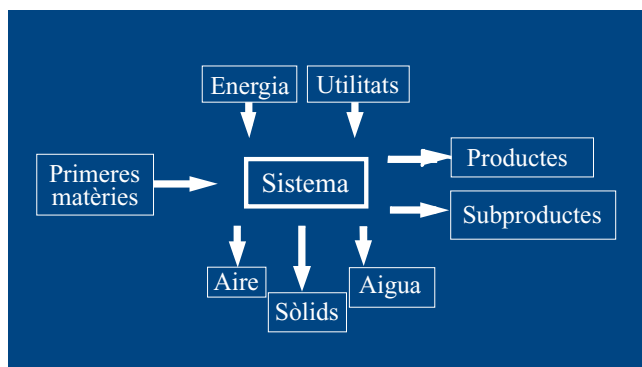 Energia
Utilitats
Primeres
matèries
Sistema
Productes
Subproductes
Aire
Sòlids
Aigua